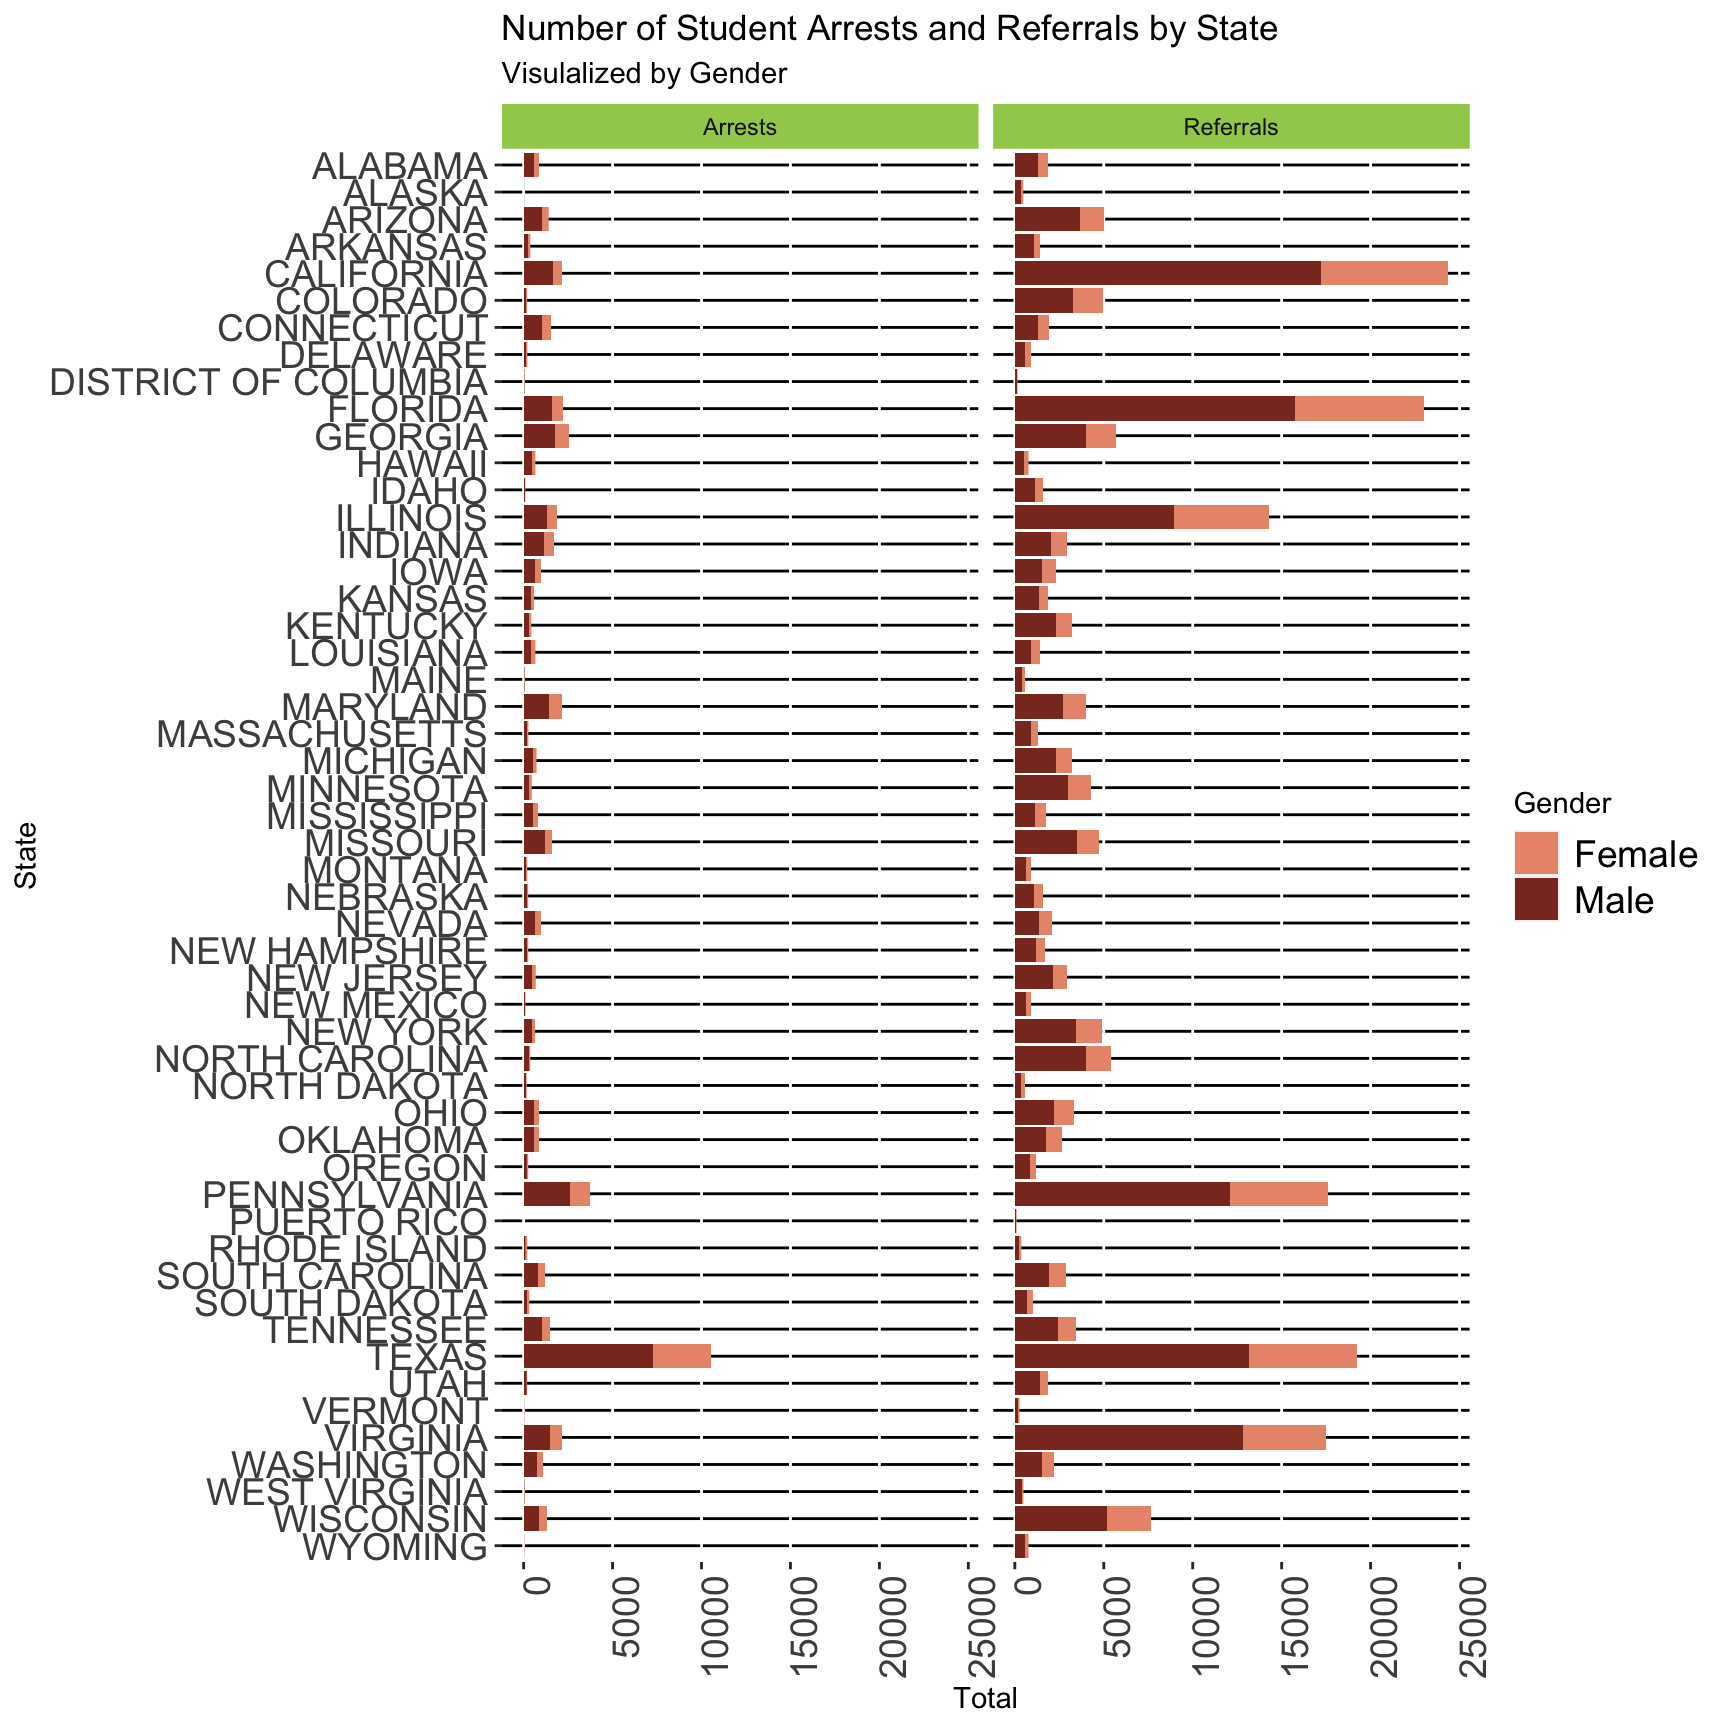 Number of Student Arrests and Referrals by State
Visulalized by Gender
Arrests Referrals
ALABAMA
ALASKA
ARIZONA
ARKANSAS
CALIFORNIA
COLORADO
CONNECTICUT
DELAWARE
DISTRICT OF COLUMBIA
FLORIDA
GEORGIA
HAWAII
IDAHO
ILLINOIS
INDIANA
IOWA
KANSAS
KENTUCKY
LOUISIANA
MAINE
MARYLAND
MASSACHUSETTS
MICHIGAN
MINNESOTA
MISSISSIPPI
MISSOURI
MONTANA
NEBRASKA
NEVADA
NEW HAMPSHIRE
NEW JERSEY
NEW MEXICO
NEW YORK
NORTH CAROLINA
NORTH DAKOTA
OHIO
OKLAHOMA
OREGON
PENNSYLVANIA
PUERTO RICO
RHODE ISLAND
SOUTH CAROLINA
SOUTH DAKOTA
TENNESSEE
TEXAS
UTAH
VERMONT
VIRGINIA
WASHINGTON
WEST VIRGINIA
WISCONSIN
WYOMING
State
0 5000 10000 15000 20000 25000 0 5000 10000 15000 20000 25000
Total
Gender
Female
Male